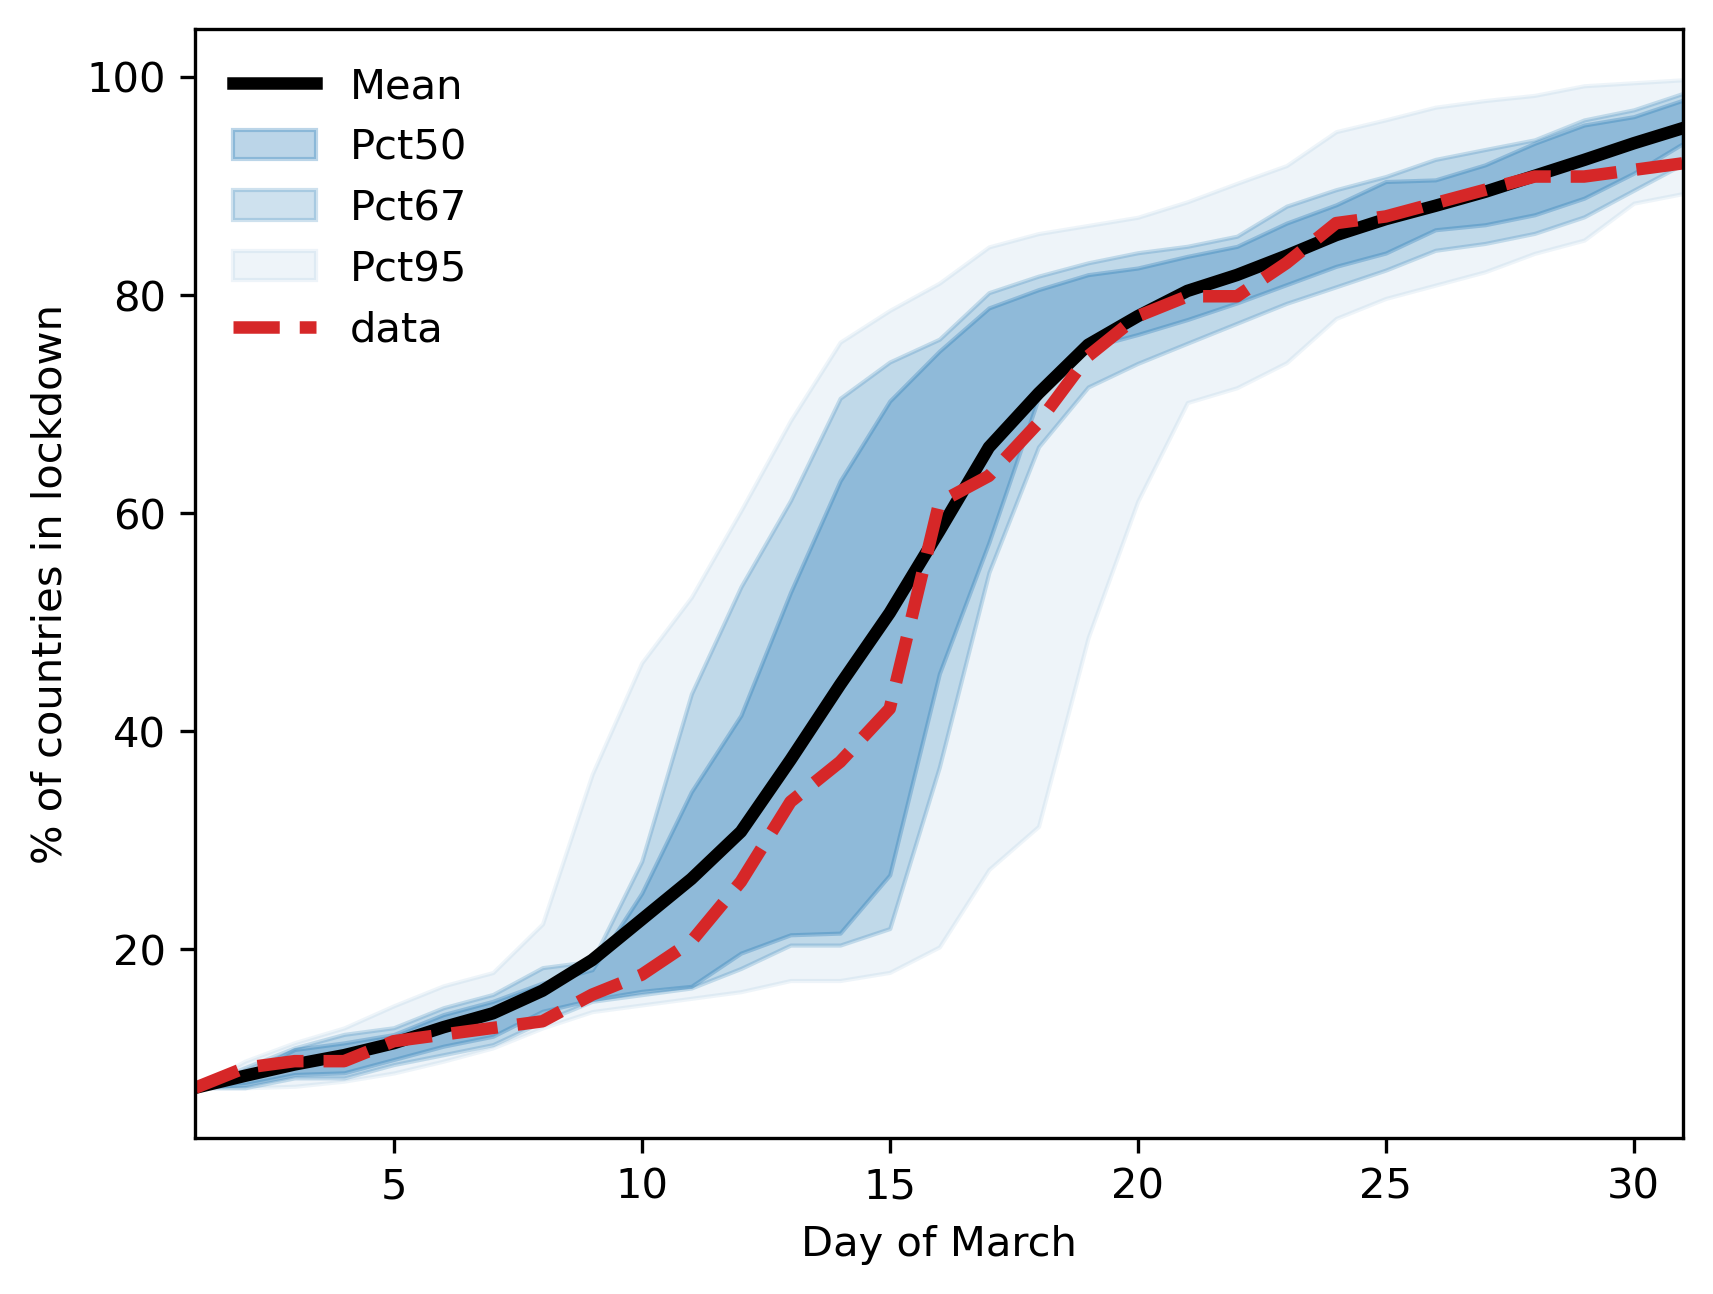 100
80
60
40
20
% of countries in lockdown
Mean
Pct50
Pct67
Pct95
data
5 10 15 20 25 30
Day of March